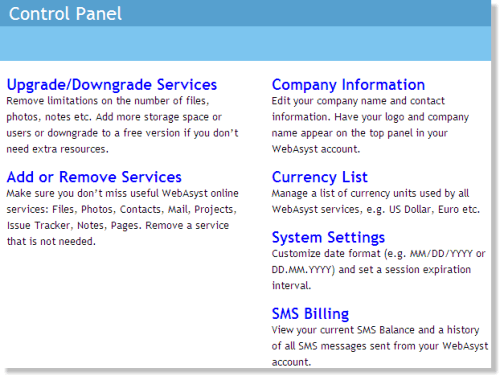 Control Panel
Upgrade/Downgrade Services
Remove limitations on the number of files,
photos, notes etc. Add more storage space or
users or downgrade to a free version if you don't
need extra resources.
Add or Remove Services
Make sure you don't miss useful WebAsyst online
services: Files, Photos, Contacts, Mail, Projects,
Issue Tracker, Notes, Pages. Remove a service
that is not needed.
Company Information
Edit your company name and contact
information. Have your logo and company
name appear on the top panel in your
WebAsyst account.
Currency List
Manage a list of currency units used by all
WebAsyst services, e.g. US Dollar, Euro etc.
System Settings
Customize date format (e.g. MM/DD/YYYY or
DD.MM.YYYY) and set a session expiration
interval.
SMS Billing
View your current SMS Balance and a history
of all SMS messages sent from your WebAsyst
account.